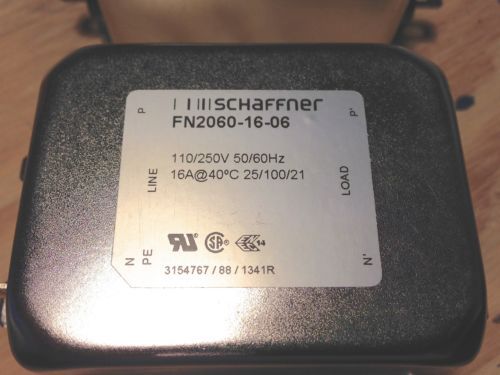 SCHaFFner
FN2060-16-06
110/250V 50/60Hz
16A@40ºC 25/100/21
P
LINE
N
PE
P'
LOAD
N'
14
3154767 / 88 / 1341R